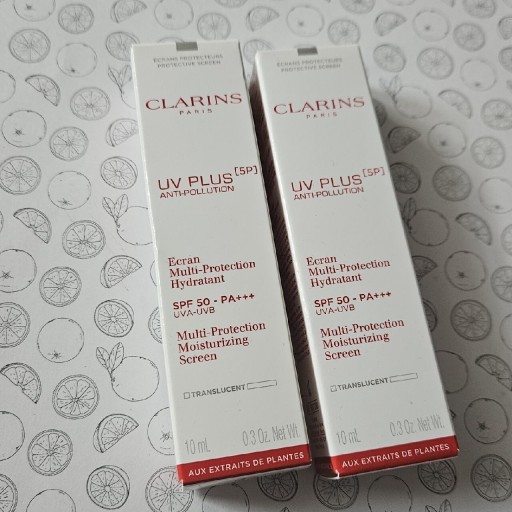 ÉCRANS PROTECTEURS
PROTECTIVE SCREEN
CLARINS
PARIS
UV PLUS [5P]
ANTI-POLLUTION
Ecran
Multi-Protection
Hydratant
SPF 50 - PA+++
UVA-UVB
Multi-Protection
Moisturizing
Screen
TRANSLUCENT
10 mL 0.3 Oz. Net Wt.
AUX EXTRAITS DE PLANTES
ÉCRANS PROTECTEURS
PROTECTIVE SCREEN
CLARINS
PARIS
UV PLUS [5P]
ANTI-POLLUTION
Ecran
Multi-Protection
Hydratant
SPF 50 - PA+++
UVA-UVB
Multi-Protection
Moisturizing
Screen
TRANSLUCENT
10 mL 0.3 Oz. Net Wt.
AUX EXTRAITS DE PLANTES